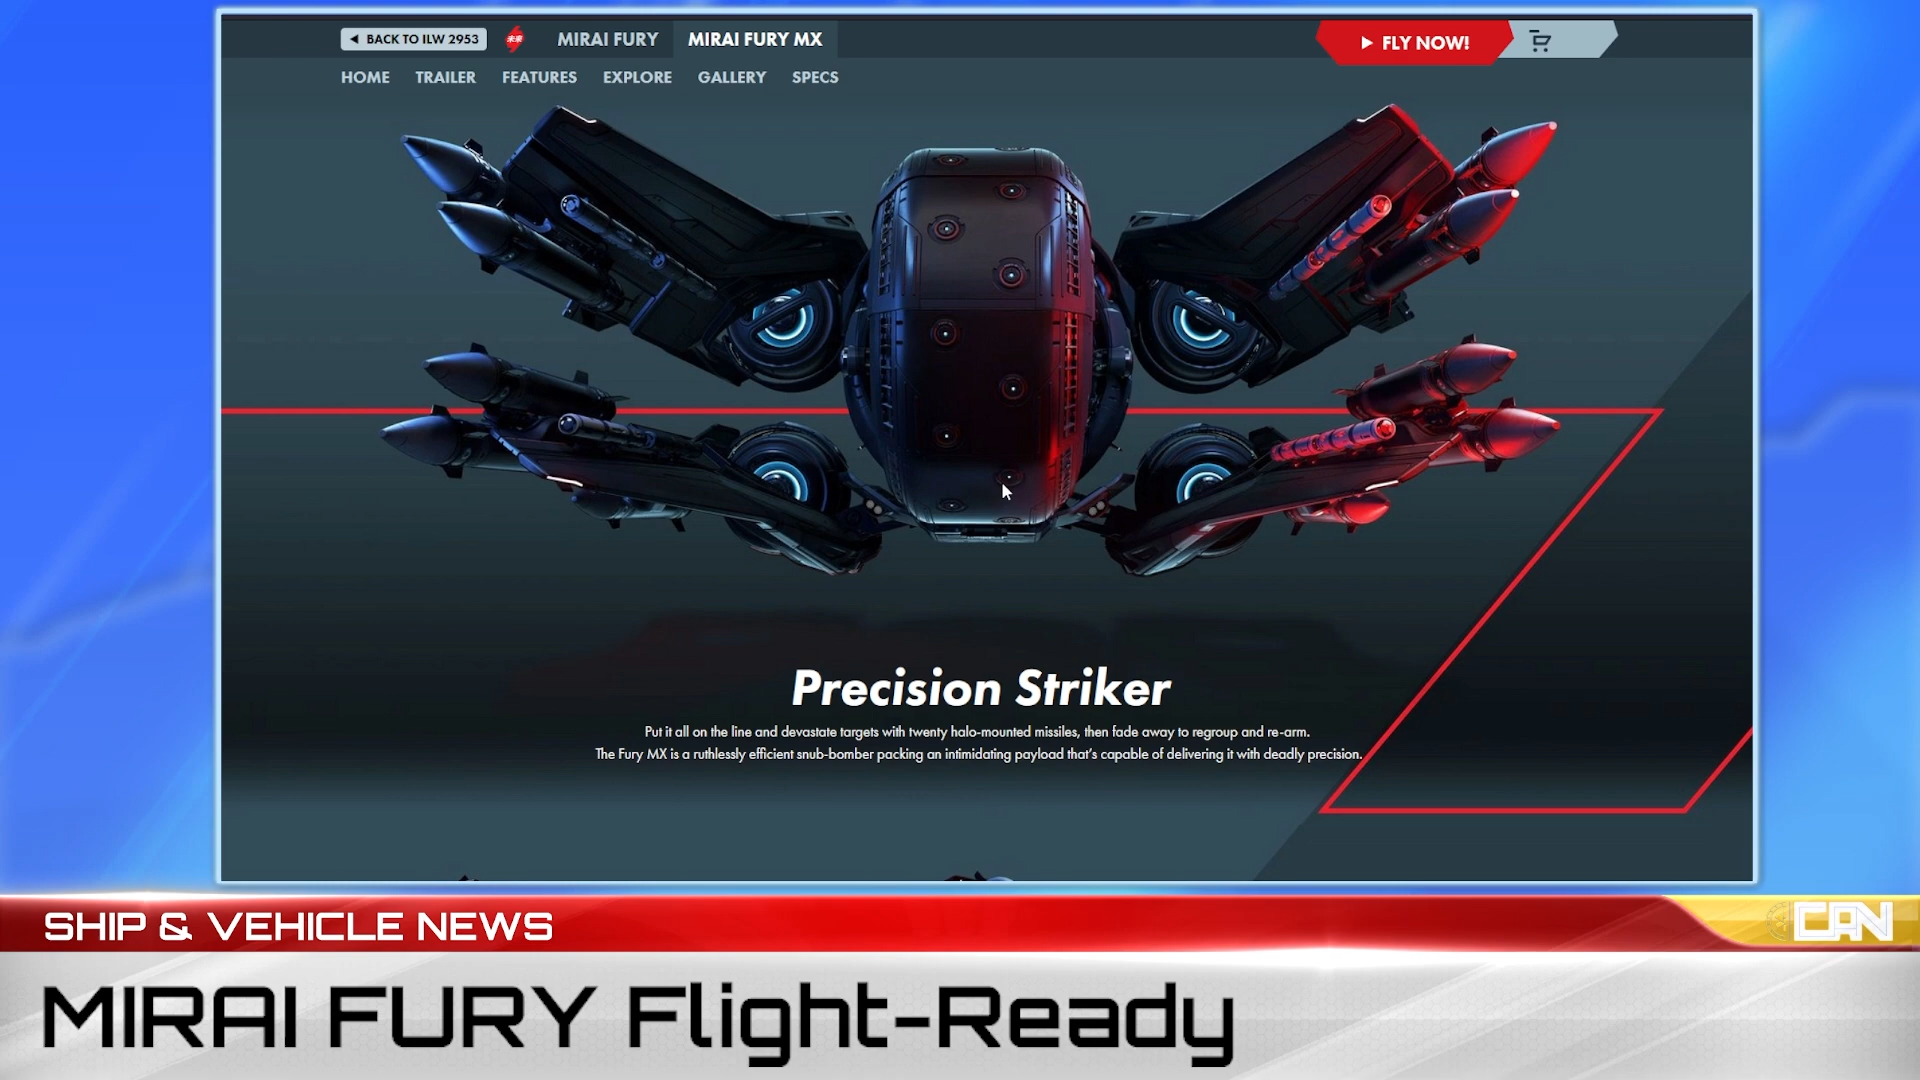 BACK TO ILW 2953
未来
MIRAI FURY
MIRAI FURY MX
FLY NOW!
HOME
TRAILER
FEATURES
EXPLORE
GALLERY
SPECS
Precision Striker
Put it all on the line and devastate targets with twenty halo-mounted missiles, then fade away to regroup and re-arm.
The Fury MX is a ruthlessly efficient snub-bomber packing an intimidating payload that's capable of delivering it with deadly precision.
SHIP & VEHICLE NEWS
CAN
MIRAI FURY Flight-Ready